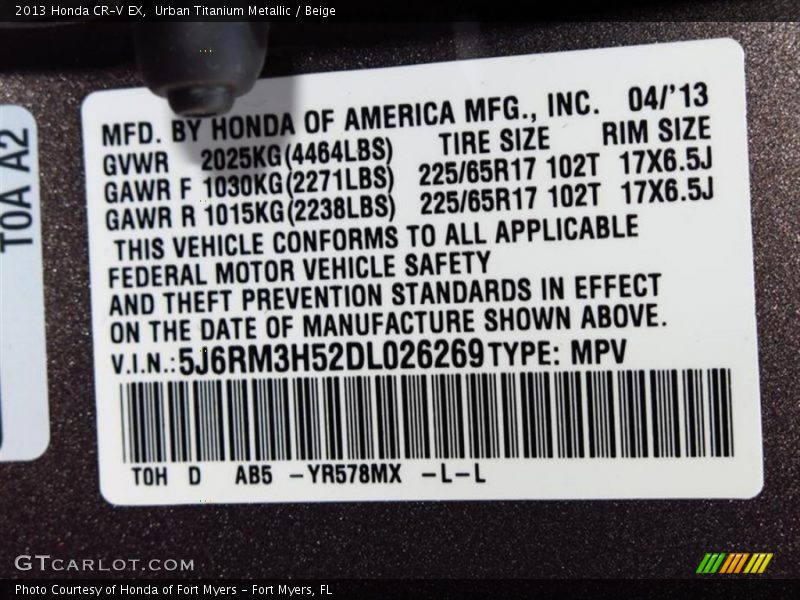 2013 Honda CR-V EX,  Urban Titanium Metallic / Beige
T0A A2
MFD. BY HONDA OF AMERICA MFG., INC. 04/'13
GVWR 2025KG(4464LBS) TIRE SIZE RIM SIZE
GAWR F 1030KG(2271LBS) 225/65R17 102T 17X6.5J
GAWR R 1015KG(2238LBS) 225/65R17 102T 17X6.5J
THIS VEHICLE CONFORMS TO ALL APPLICABLE
FEDERAL MOTOR VEHICLE SAFETY
AND THEFT PREVENTION STANDARDS IN EFFECT
ON THE DATE OF MANUFACTURE SHOWN ABOVE.
V.I.N.:5J6RM3H52DL026269 TYPE: MPV
T0H D AB5 -YR578MX -L-L
GTCARLOT.COM
Photo Courtesy of Honda of Fort Myers - Fort Myers, FL